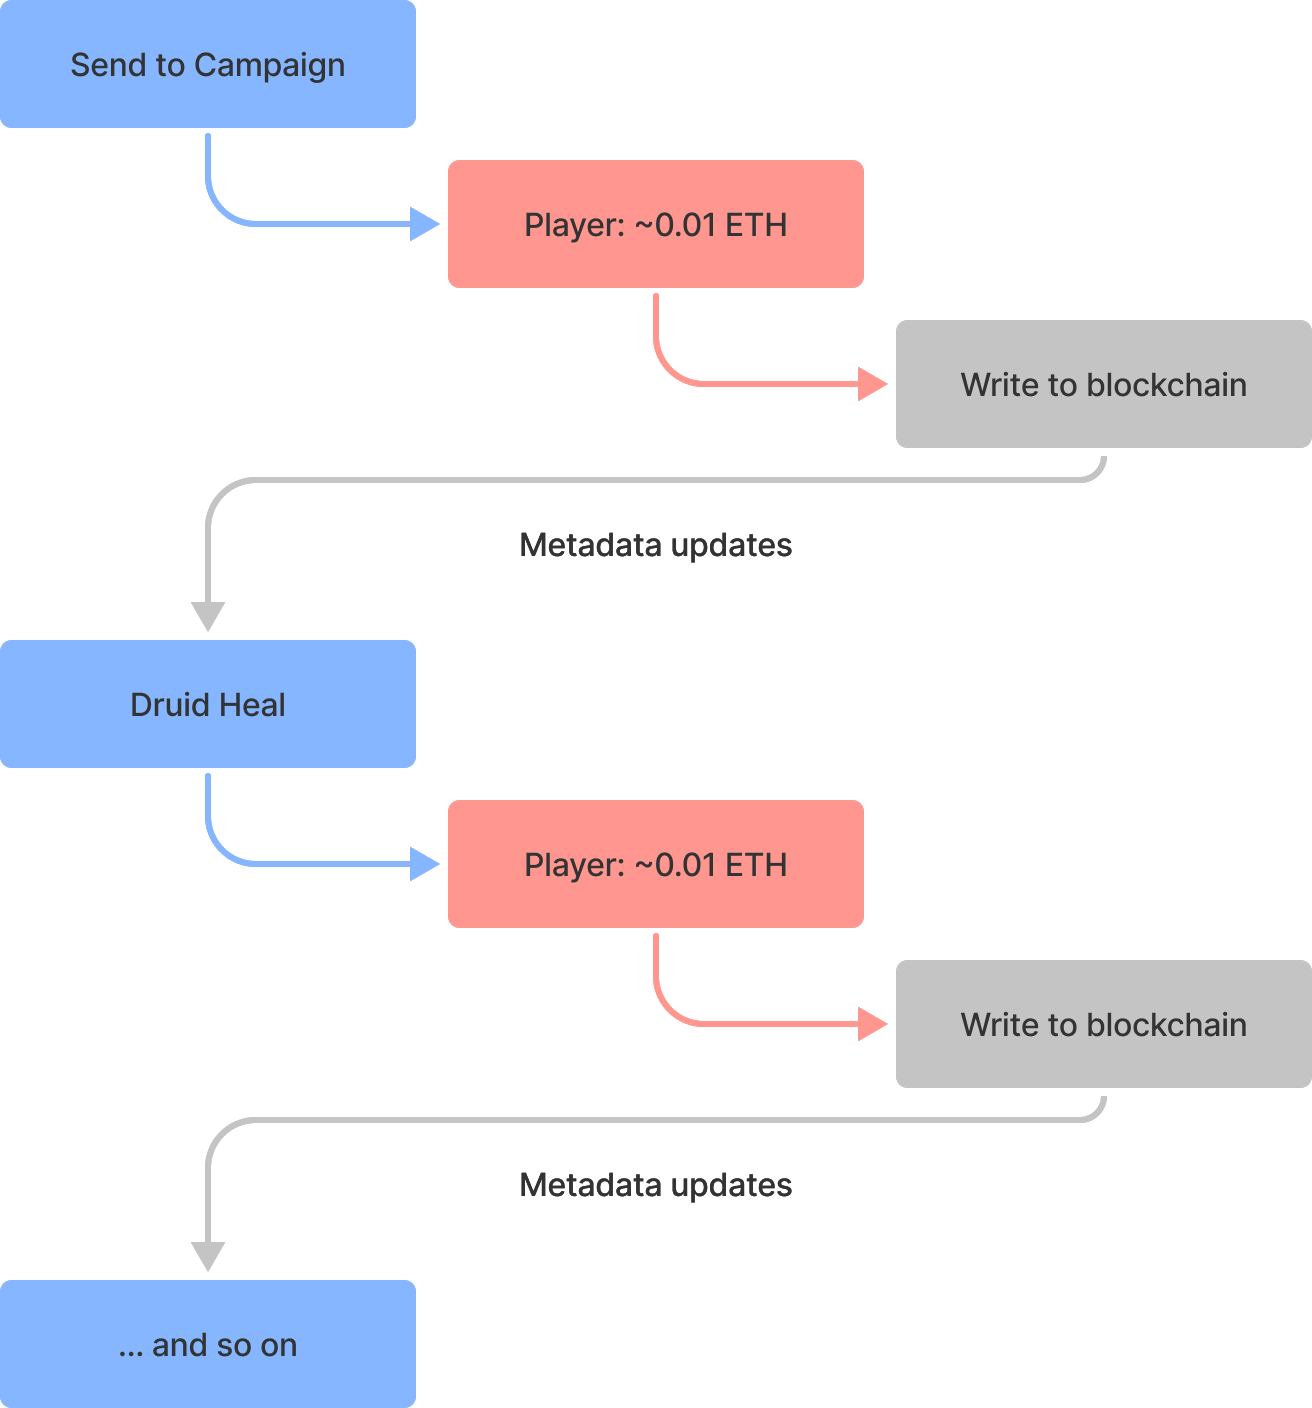 Send to Campaign
Player: ~0.01 ETH
Write to blockchain
Metadata updates
Druid Heal
Player: ~0.01 ETH
Write to blockchain
Metadata updates
... and so on